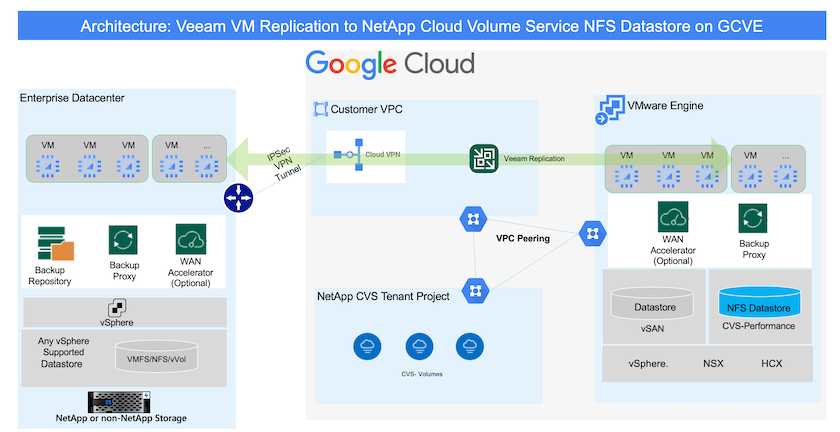 Architecture: Veeam VM Replication to NetApp Cloud Volume Service NFS Datastore on GCVE
Google Cloud
Enterprise Datacenter
VM
VM
VM
VM
...
IPSec
VPN
Tunnel
Backup
Repository
Backup
Proxy
WAN
Accelerator
(Optional)
vSphere
Any vSphere
Supported
Datastore
VMFS/NFS/vVol
NetApp or non-NetApp Storage
Customer VPC
Cloud VPN
Veeam Replication
VPC Peering
NetApp CVS Tenant Project
CVS- Volumes
VMware Engine
VM
VM
VM
VM
...
WAN
Accelerator
(Optional)
Backup
Proxy
Datastore
vSAN
NFS Datastore
CVS-Performance
vSphere.
NSX
HCX